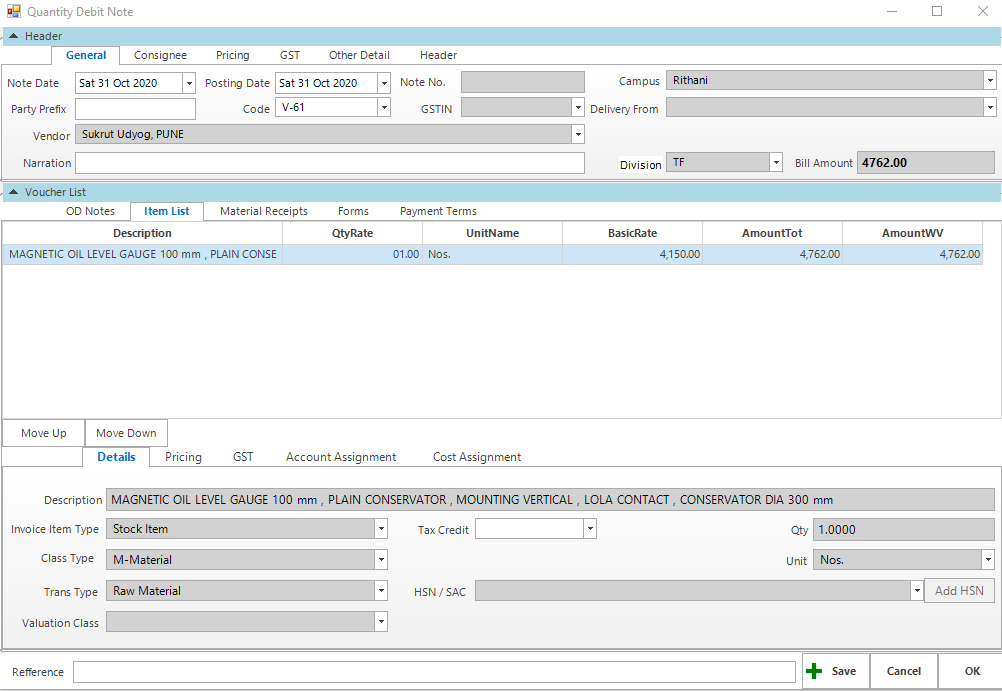 Quantity Debit Note
Header
General Consignee Pricing GST Other Detail Header
Note Date Sat 31 Oct 2020 Posting Date Sat 31 Oct 2020 Note No. Campus Rithani
Party Prefix Code V-61 GSTIN Delivery From
Vendor Sukrut Udyog, PUNE
Narration Division TF Bill Amount 4762.00
Voucher List
OD Notes Item List Material Receipts Forms Payment Terms
Description QtyRate UnitName BasicRate AmountTot AmountWV
MAGNETIC OIL LEVEL GAUGE 100 mm , PLAIN CONSE 01.00 Nos. 4,150.00 4,762.00 4,762.00
Move Up Move Down
Details Pricing GST Account Assignment Cost Assignment
Description MAGNETIC OIL LEVEL GAUGE 100 mm , PLAIN CONSERVATOR , MOUNTING VERTICAL , LOLA CONTACT , CONSERVATOR DIA 300 mm
Invoice Item Type Stock Item Tax Credit Qty 1.0000
Class Type M-Material Unit Nos.
Trans Type Raw Material HSN / SAC Add HSN
Valuation Class
Refference Save Cancel OK